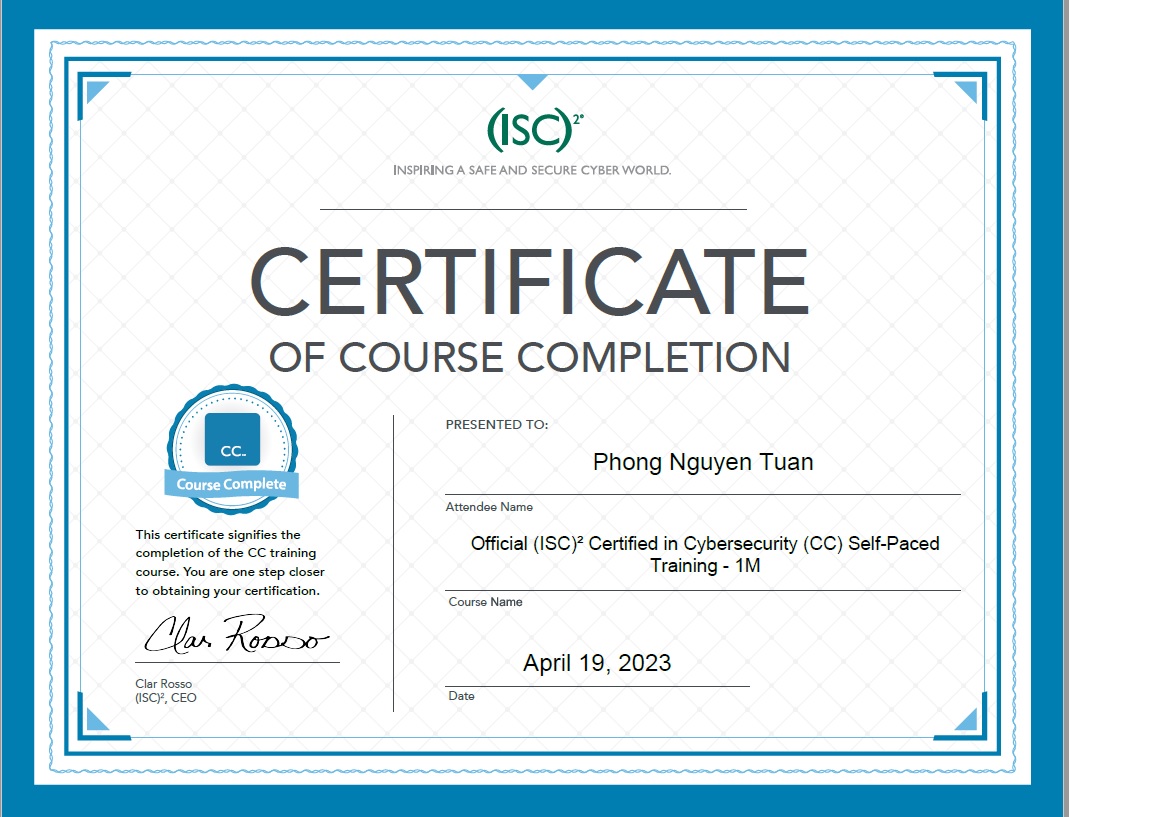 (ISC)²®
INSPIRING A SAFE AND SECURE CYBER WORLD.
CERTIFICATE
OF COURSE COMPLETION
CC℠
Course Complete
This certificate signifies the
completion of the CC training
course. You are one step closer
to obtaining your certification.
Clar Rosso
Clar Rosso
(ISC)², CEO
PRESENTED TO:
Phong Nguyen Tuan
Attendee Name
Official (ISC)² Certified in Cybersecurity (CC) Self-Paced
Training - 1M
Course Name
April 19, 2023
Date